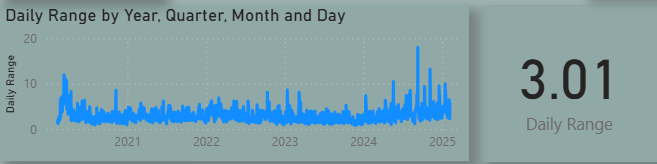 Daily Range by Year, Quarter, Month and Day
Daily Range
20
10
0
2021 2022 2023 2024 2025
3.01
Daily Range